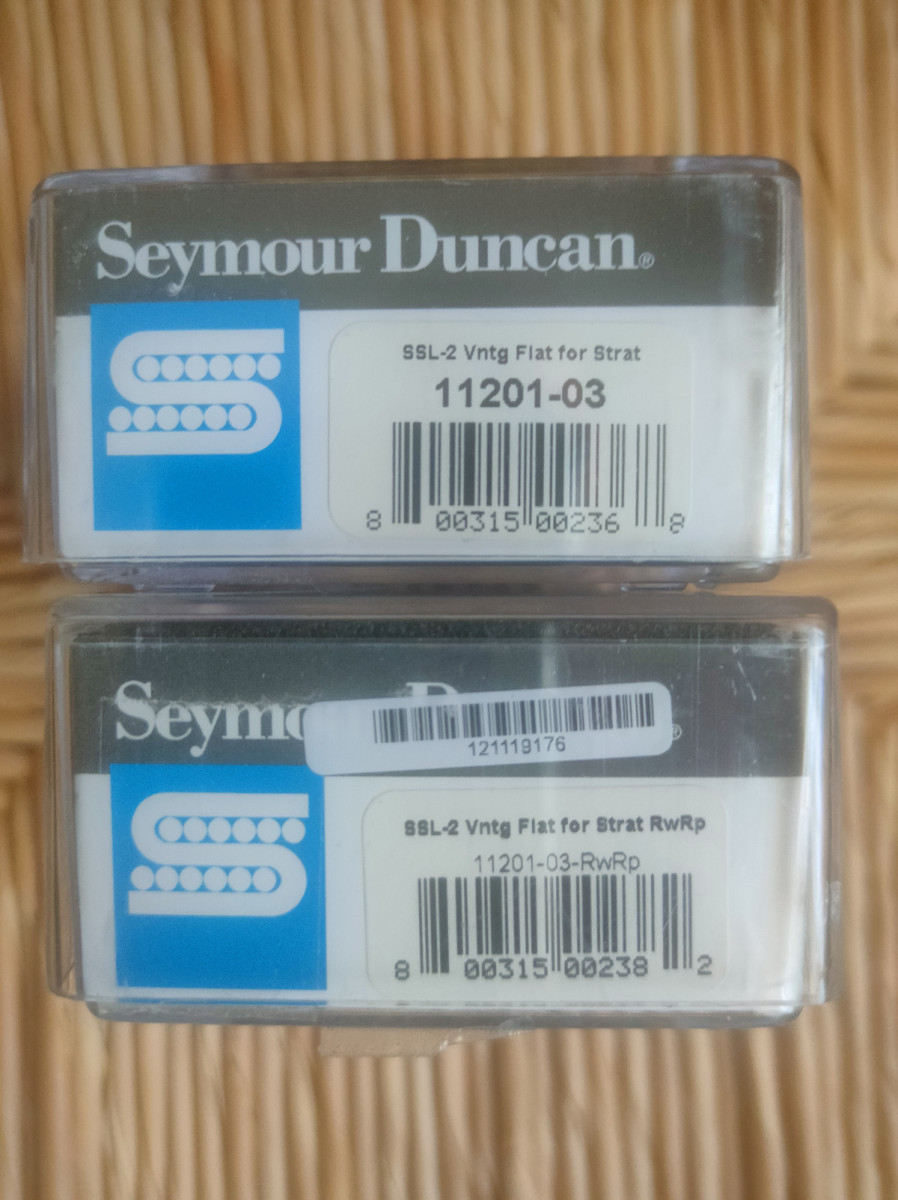 Seymour Duncan®
SSL-2 Vntg Flat for Strat
11201-03
8 00315 00236 8
Seymo
121119176
SSL-2 Vntg Flat for Strat RwRp
11201-03-RwRp
8 00315 00238 2